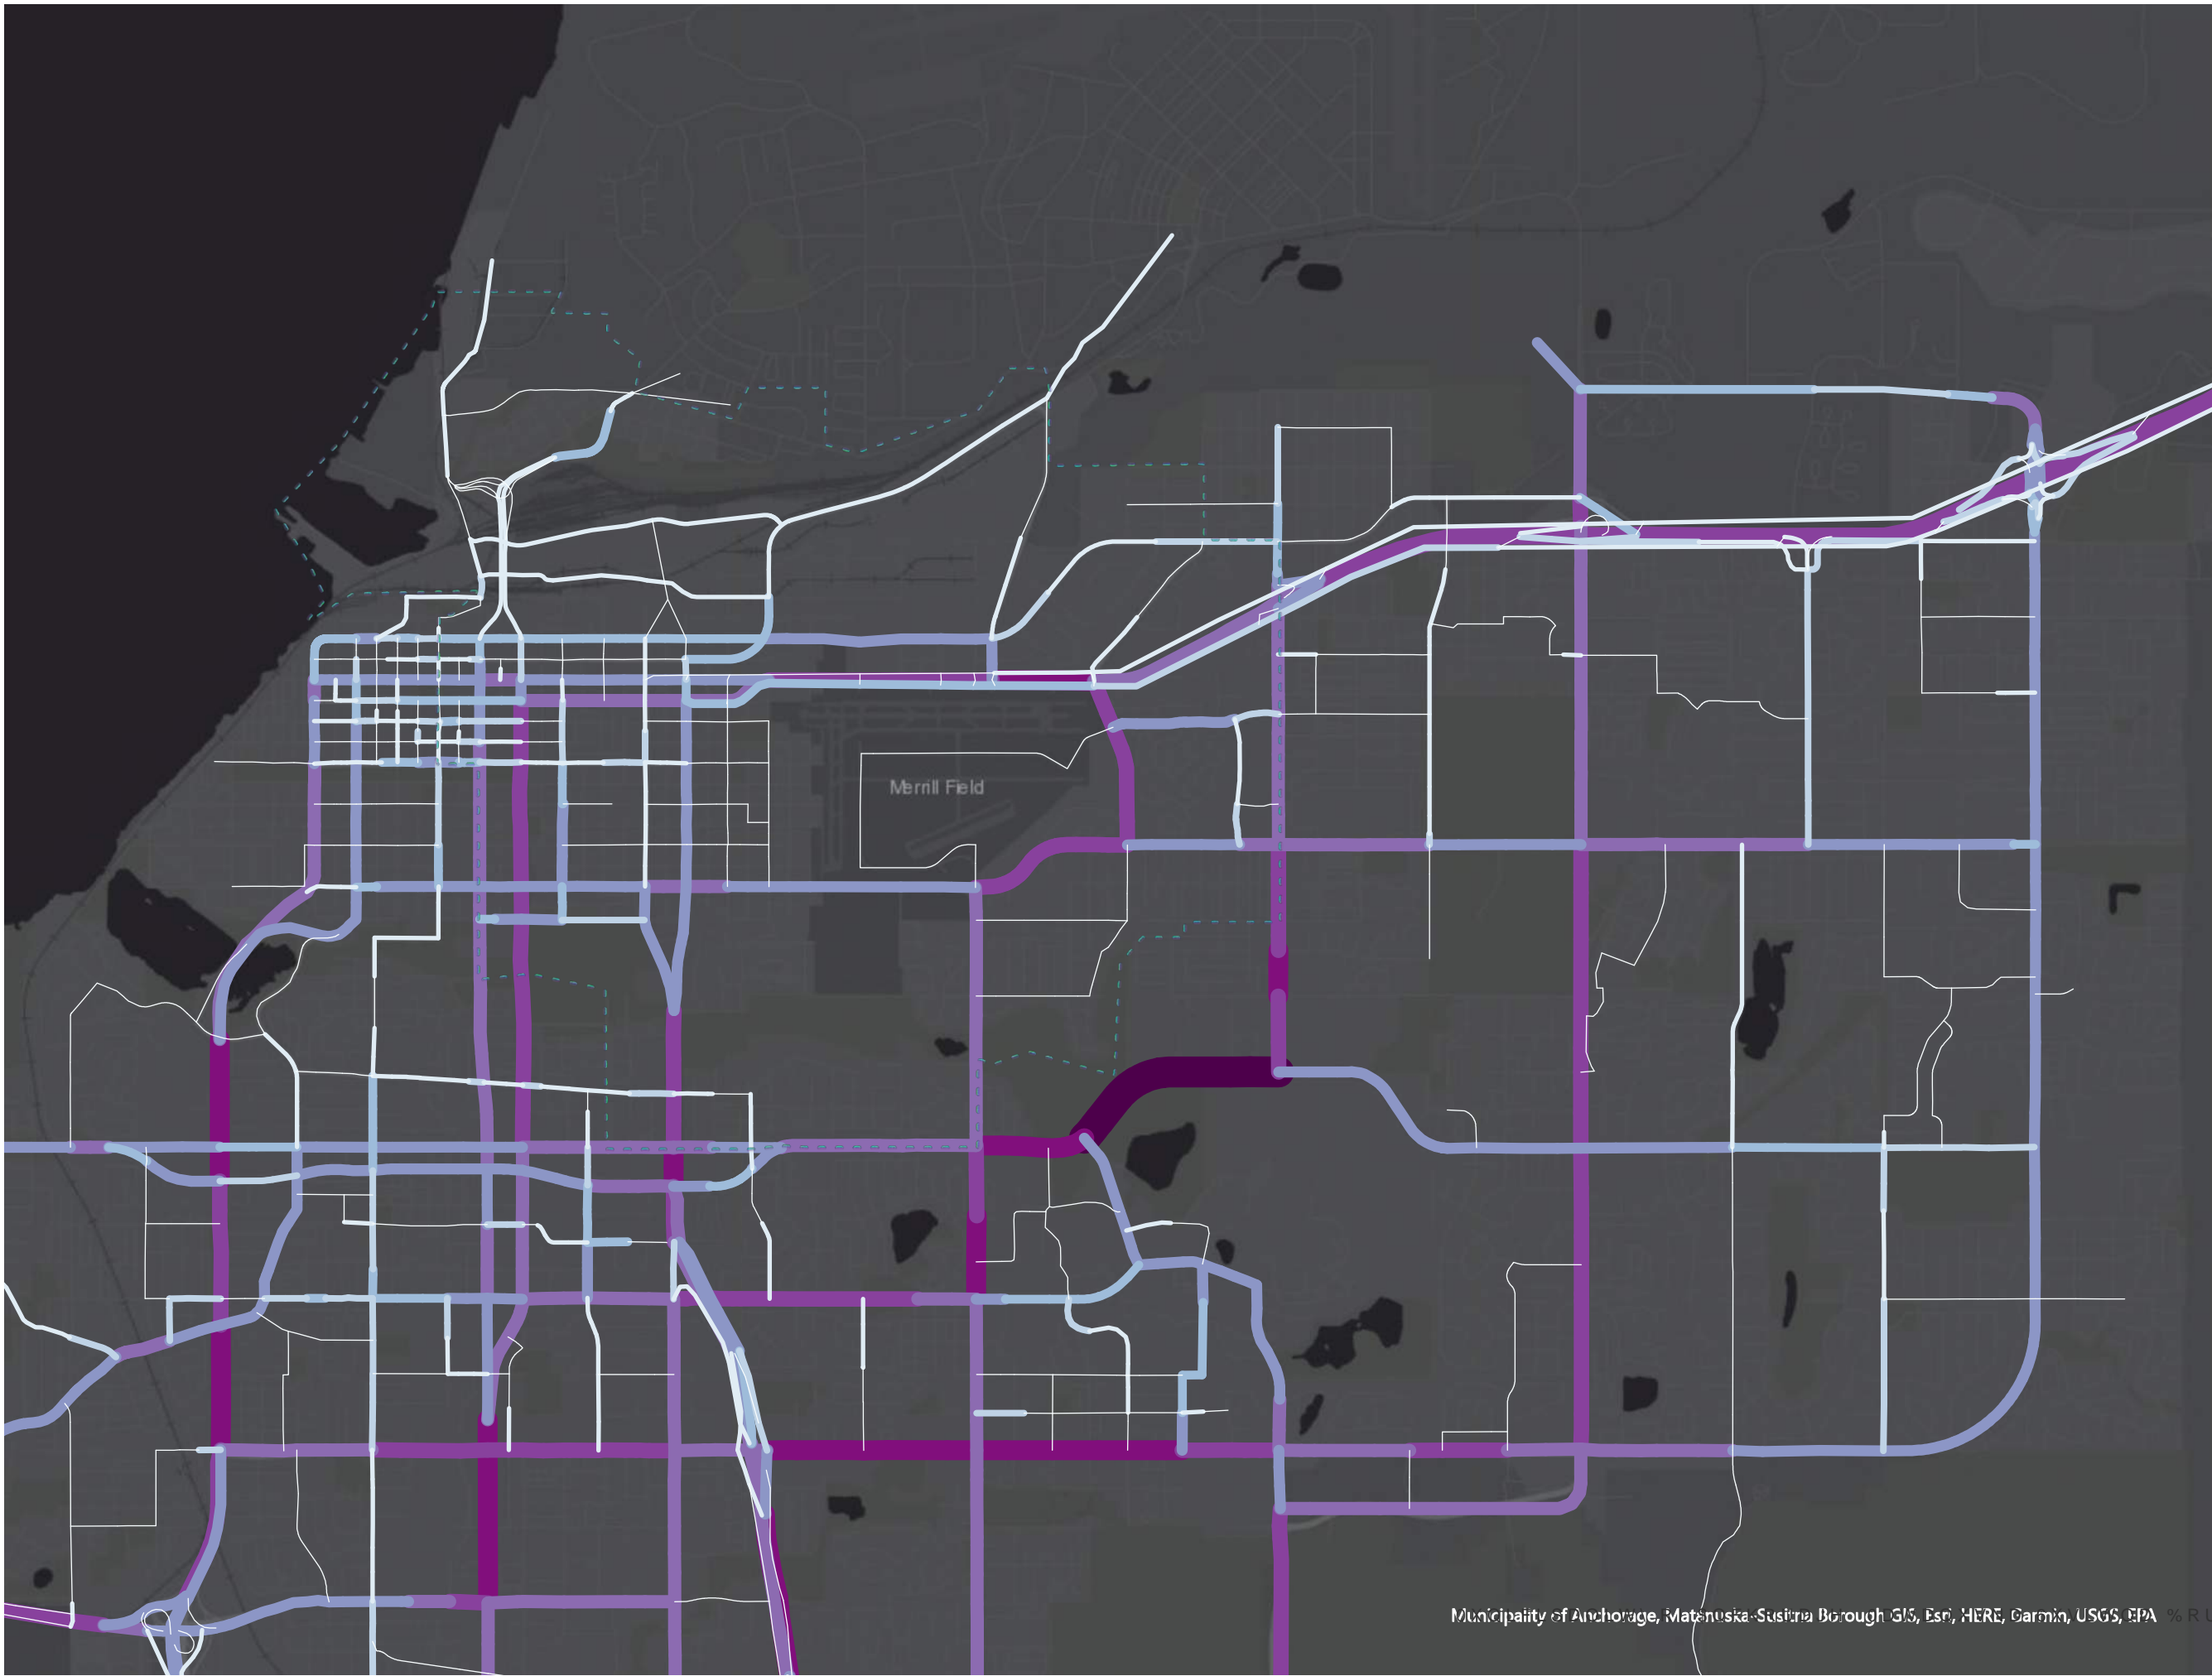 Merrill Field
Municipality of Anchorage, Matanuska-Susitna Borough GIS, Esri, HERE, Garmin, USGS, EPA